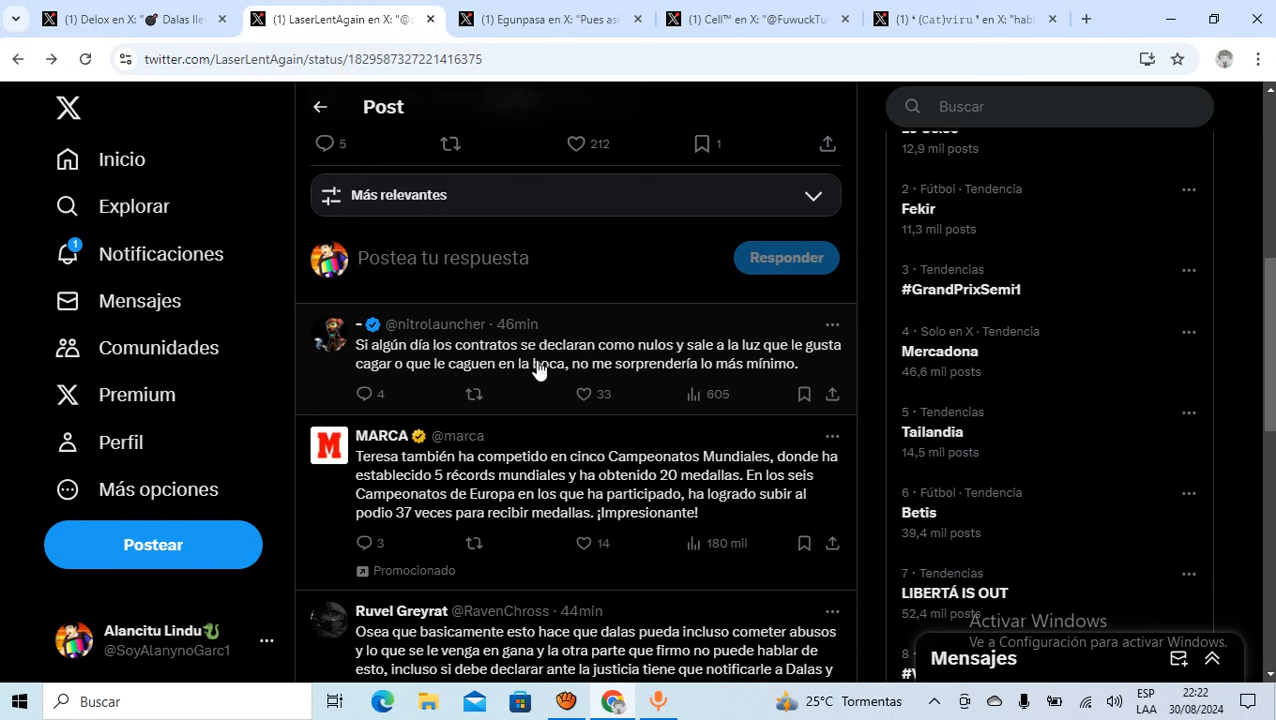 (1) Delox en X: "💣 Dalas lle
(1) LaserLentAgain en X: "@c
(1) Egunpasa en X: "Pues así
(1) Cell™ en X: "@FuwuckTu
(1) ❛(Cat)viru❜ en X: "habl
twitter.com/LaserLentAgain/status/1829587327221416375
Inicio
Explorar
1
Notificaciones
Mensajes
Comunidades
Premium
Perfil
Más opciones
Postear
Alancitu Lindu🐉
@SoyAlanynoGarc1
Post
5
212
1
Más relevantes
Postea tu respuesta
Responder
- @nitrolauncher · 46min
Si algún día los contratos se declaran como nulos y sale a la luz que le gusta
cagar o que le caguen en la boca, no me sorprendería lo más mínimo.
4
33
605
MARCA @marca
Teresa también ha competido en cinco Campeonatos Mundiales, donde ha
establecido 5 récords mundiales y ha obtenido 20 medallas. En los seis
Campeonatos de Europa en los que ha participado, ha logrado subir al
podio 37 veces para recibir medallas. ¡Impresionante!
3
14
180 mil
Promocionado
Ruvel Greyrat @RavenChross · 44min
Osea que basicamente esto hace que dalas pueda incluso cometer abusos
y lo que se le venga en gana y la otra parte que firmo no puede hablar de
esto, incluso si debe declarar ante la justicia tiene que notificarle a Dalas y
Buscar
12,9 mil posts
2 · Fútbol · Tendencia
Fekir
11,3 mil posts
3 · Tendencias
#GrandPrixSemi1
4 · Solo en X · Tendencia
Mercadona
46,6 mil posts
5 · Tendencias
Tailandia
14,5 mil posts
6 · Fútbol · Tendencia
Betis
39,4 mil posts
7 · Tendencias
LIBERTÁ IS OUT
52,4 mil posts
8 ·
Activar Windows
Ve a Configuración para activar Windows.
Mensajes
Buscar
25°C Tormentas
ESP
LAA
22:22
30/08/2024